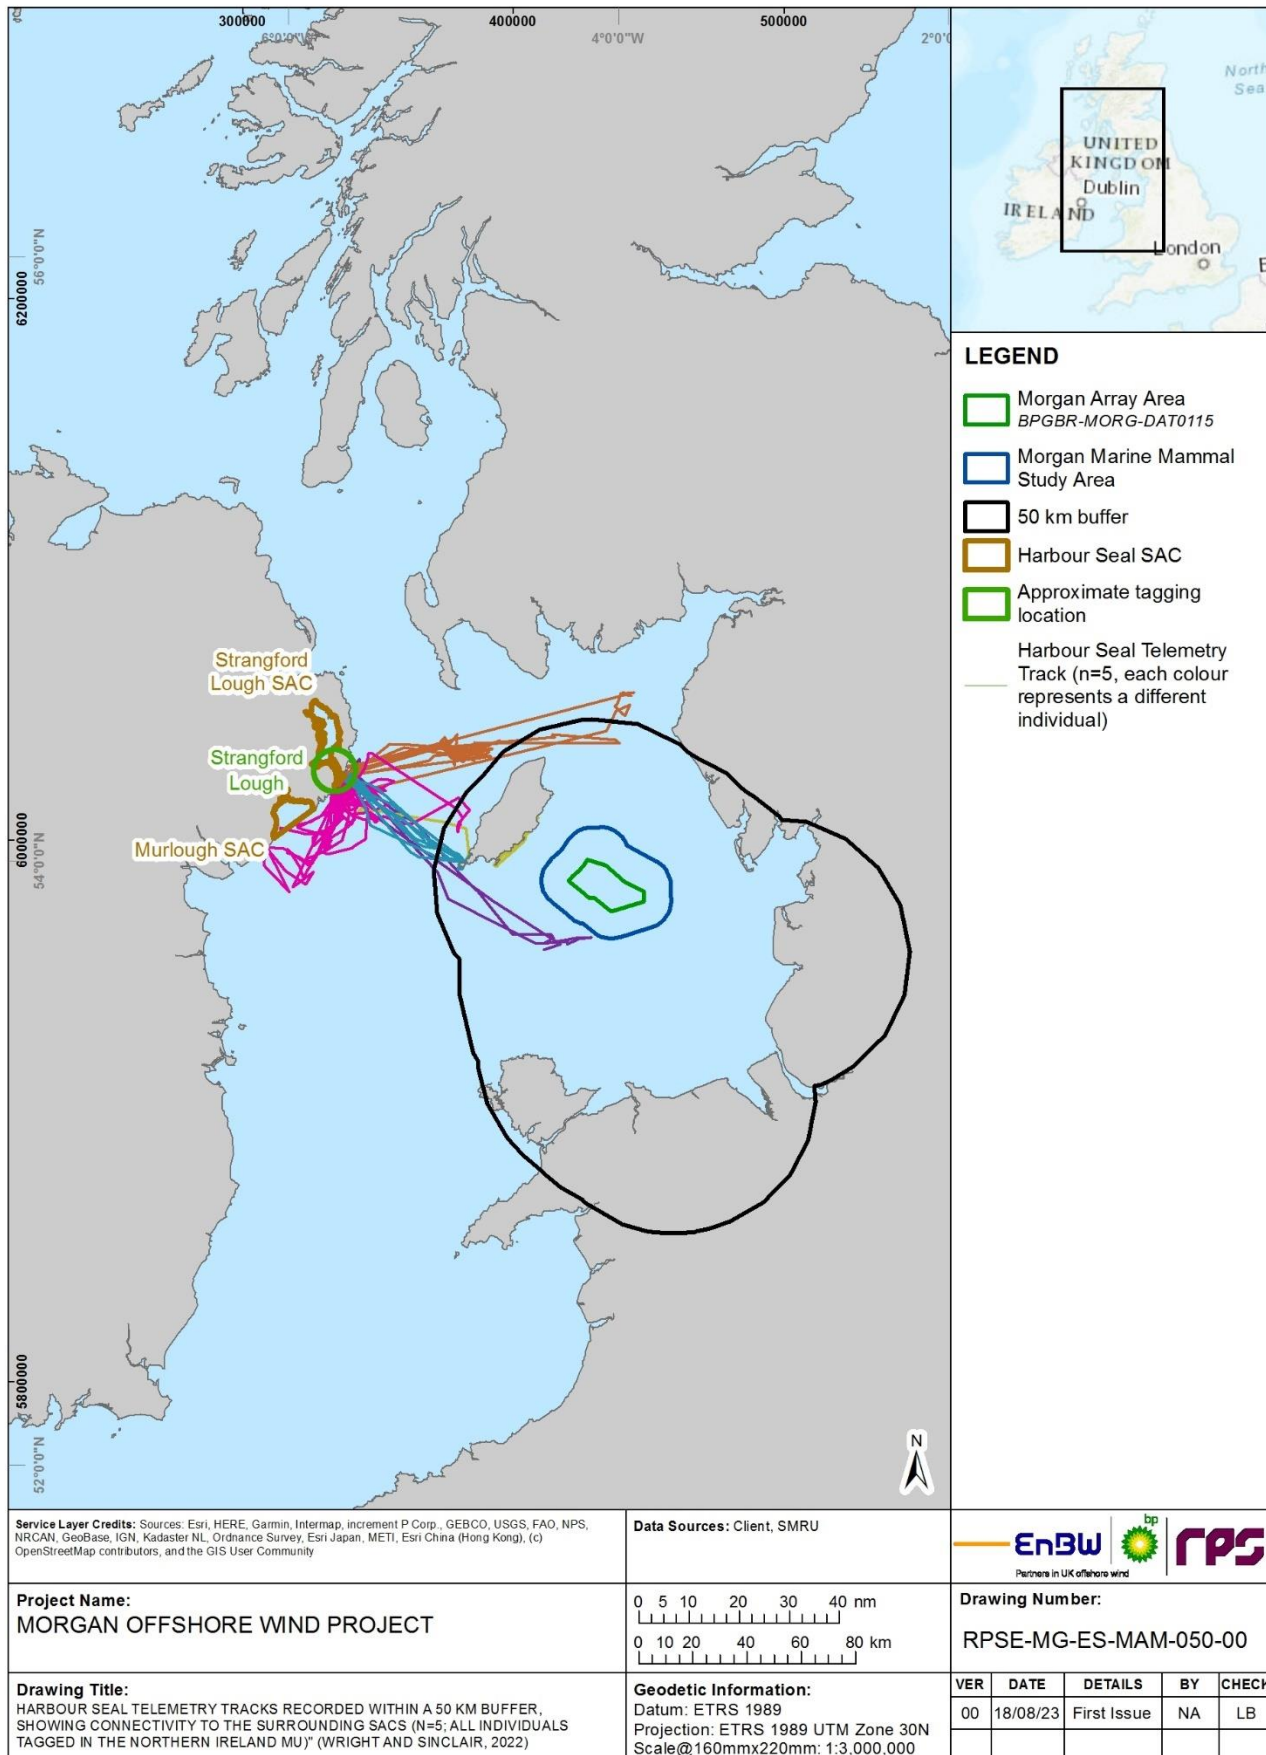 300000
400000
500000
6°0'0"W
4°0'0"W
2°0'0
56°0'0"N
6200000
6000000
54°0'0"N
5800000
52°0'0"N
Strangford
Lough SAC
Strangford
Lough
Murlough SAC
N
North
Sea
UNITED
KINGDOM
Dublin
IRELAND
London
LEGEND
Morgan Array Area
BPGBR-MORG-DAT0115
Morgan Marine Mammal
Study Area
50 km buffer
Harbour Seal SAC
Approximate tagging
location
Harbour Seal Telemetry
Track (n=5, each colour
represents a different
individual)
Service Layer Credits: Sources: Esri, HERE, Garmin, Intermap, increment P Corp., GEBCO, USGS, FAO, NPS,
NRCAN, GeoBase, IGN, Kadaster NL, Ordnance Survey, Esri Japan, METI, Esri China (Hong Kong), (c)
OpenStreetMap contributors, and the GIS User Community
Data Sources: Client, SMRU
EnBW bp rps
Partners in UK offshore wind
Project Name:
MORGAN OFFSHORE WIND PROJECT
0 5 10 20 30 40 nm
0 10 20 40 60 80 km
Drawing Number:
RPSE-MG-ES-MAM-050-00
Drawing Title:
HARBOUR SEAL TELEMETRY TRACKS RECORDED WITHIN A 50 KM BUFFER,
SHOWING CONNECTIVITY TO THE SURROUNDING SACS (N=5; ALL INDIVIDUALS
TAGGED IN THE NORTHERN IRELAND MU)" (WRIGHT AND SINCLAIR, 2022)
Geodetic Information:
Datum: ETRS 1989
Projection: ETRS 1989 UTM Zone 30N
Scale@160mmx220mm: 1:3,000,000
VER DATE DETAILS BY CHECK
00 18/08/23 First Issue NA LB